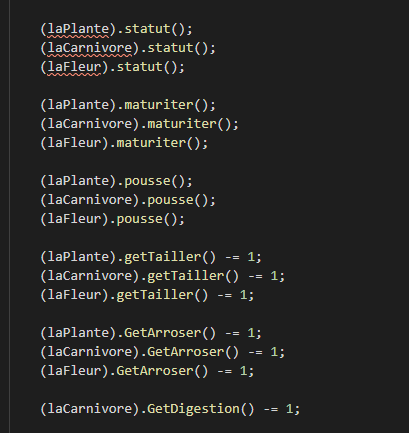 (laPlante).statut();
(laCarnivore).statut();
(laFleur).statut();
(laPlante).maturiter();
(laCarnivore).maturiter();
(laFleur).maturiter();
(laPlante).pousse();
(laCarnivore).pousse();
(laFleur).pousse();
(laPlante).getTailler() -= 1;
(laCarnivore).getTailler() -= 1;
(laFleur).getTailler() -= 1;
(laPlante).GetArroser() -= 1;
(laCarnivore).GetArroser() -= 1;
(laFleur).GetArroser() -= 1;
(laCarnivore).GetDigestion() -= 1;